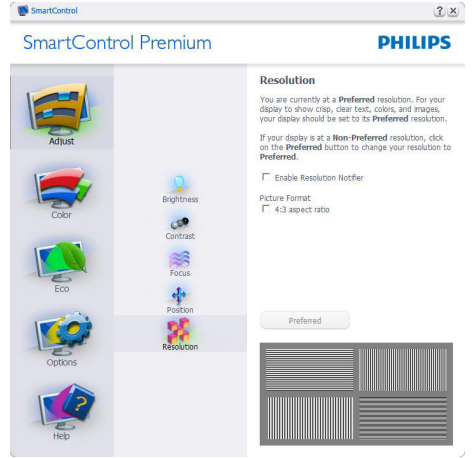 SmartControl
SmartControl Premium
PHILIPS
Adjust
Color
Eco
Options
Help
Brightness
Contrast
Focus
Position
Resolution
Resolution
You are currently at a Preferred resolution. For your
display to show crisp, clear text, colors, and images,
your display should be set to its Preferred resolution.
If your display is at a Non-Preferred resolution, click
on the Preferred button to change your resolution to
Preferred.
Enable Resolution Notifier
Picture Format
4:3 aspect ratio
Preferred